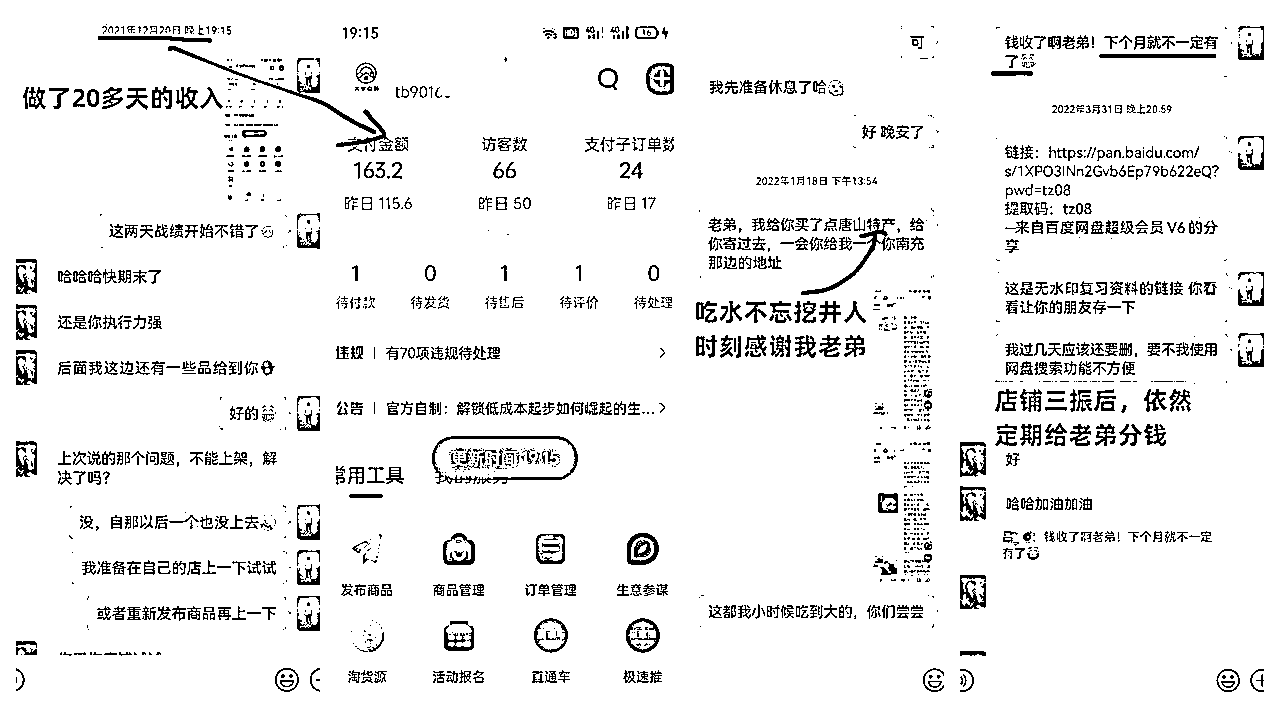 2021年12月20日 晚上19:15
做了20多天的收入
这两天战绩开始不错了
哈哈哈快期末了
还是你执行力强
后面我这边还有一些品给到你
好的
上次说的那个问题，不能上架，解
决了吗？
没，自那以后一个也没上去
我准备在自己的店上一下试试
或者重新发布商品再上一下
19:15
16
tb9016
支付金额
访客数
支付子订单数
163.2
66
24
昨日 115.6
昨日 50
昨日 17
1
0
1
1
0
待付款
待发货
待售后
待评价
待处理
违规 | 有70项违规待处理
公告 | 官方自制：解锁低成本起步如何崛起的生...
更新时间19:15
常用工具
我的服务
发布商品
商品管理
订单管理
生意参谋
淘货源
活动报名
直通车
极速推
可
我先准备休息了哈
好 晚安了
2022年1月18日 下午13:54
老弟，我给你买了点唐山特产，给
你寄过去，一会你给我一个你南充
那边的地址
吃水不忘挖井人
时刻感谢我老弟
这都我小时候吃到大的，你们尝尝
钱收了啊老弟！下个月就不一定有
了
2022年3月31日 晚上20:59
链接：https://pan.baidu.com/
s/1XPO3INn2Gvb6Ep79b622eQ?
pwd=tz08
提取码：tz08
--来自百度网盘超级会员 V6 的分
享
这是无水印复习资料的链接 你看
看让你的朋友存一下
我过几天应该还要删，要不我使用
网盘搜索功能不方便
店铺三振后，依然
定期给老弟分钱
好
哈哈加油加油
钱收了啊老弟！下个月就不一定
有了